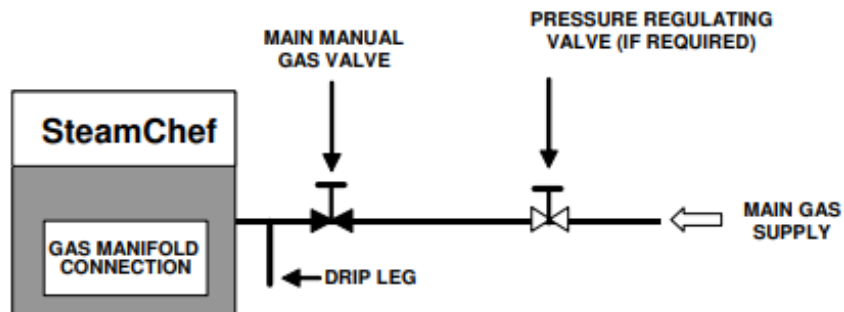 PRESSURE REGULATING
VALVE (IF REQUIRED)
MAIN MANUAL
GAS VALVE
SteamChef
GAS MANIFOLD
CONNECTION
DRIP LEG
MAIN GAS
SUPPLY